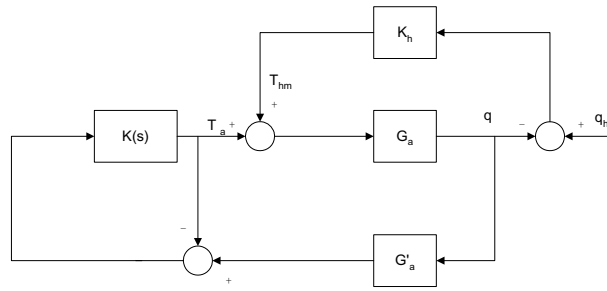 K_h
T_hm
+
K(s)
T_a
+
G_a
q
−
+
q_h
−
G'_a
+